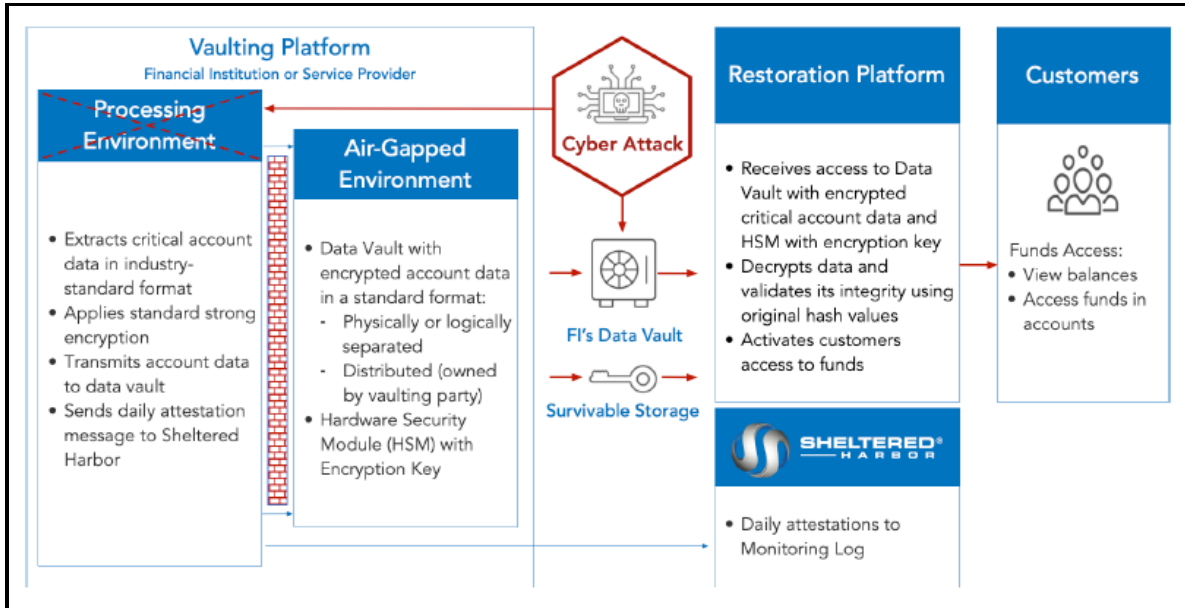 Vaulting Platform
Financial Institution or Service Provider
Processing
Environment
• Extracts critical account
data in industry-
standard format
• Applies standard strong
encryption
• Transmits account data
to data vault
• Sends daily attestation
message to Sheltered
Harbor
Air-Gapped
Environment
• Data Vault with
encrypted account data
in a standard format:
- Physically or logically
separated
- Distributed (owned
by vaulting party)
• Hardware Security
Module (HSM) with
Encryption Key
Cyber Attack
FI's Data Vault
Survivable Storage
Restoration Platform
• Receives access to Data
Vault with encrypted
critical account data and
HSM with encryption key
• Decrypts data and
validates its integrity using
original hash values
• Activates customers
access to funds
SHELTERED®
HARBOR
• Daily attestations to
Monitoring Log
Customers
Funds Access:
• View balances
• Access funds in
accounts